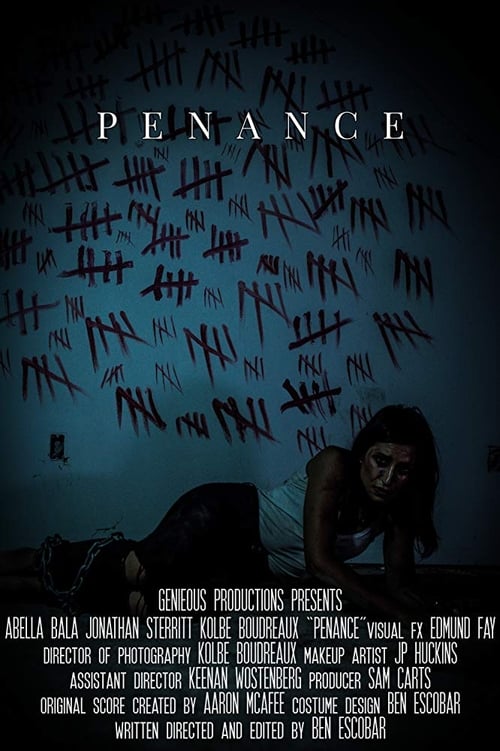 PENANCE
GENIEOUS PRODUCTIONS PRESENTS
ABELLA BALA JONATHAN STERRITT KOLBE BOUDREAUX "PENANCE" VISUAL FX EDMUND FAY
DIRECTOR OF PHOTOGRAPHY KOLBE BOUDREAUX MAKEUP ARTIST JP HUCKINS
ASSISTANT DIRECTOR KEENAN WOSTENBERG PRODUCER SAM CARTS
ORIGINAL SCORE CREATED BY AARON MCAFEE COSTUME DESIGN BEN ESCOBAR
WRITTEN DIRECTED AND EDITED BY BEN ESCOBAR